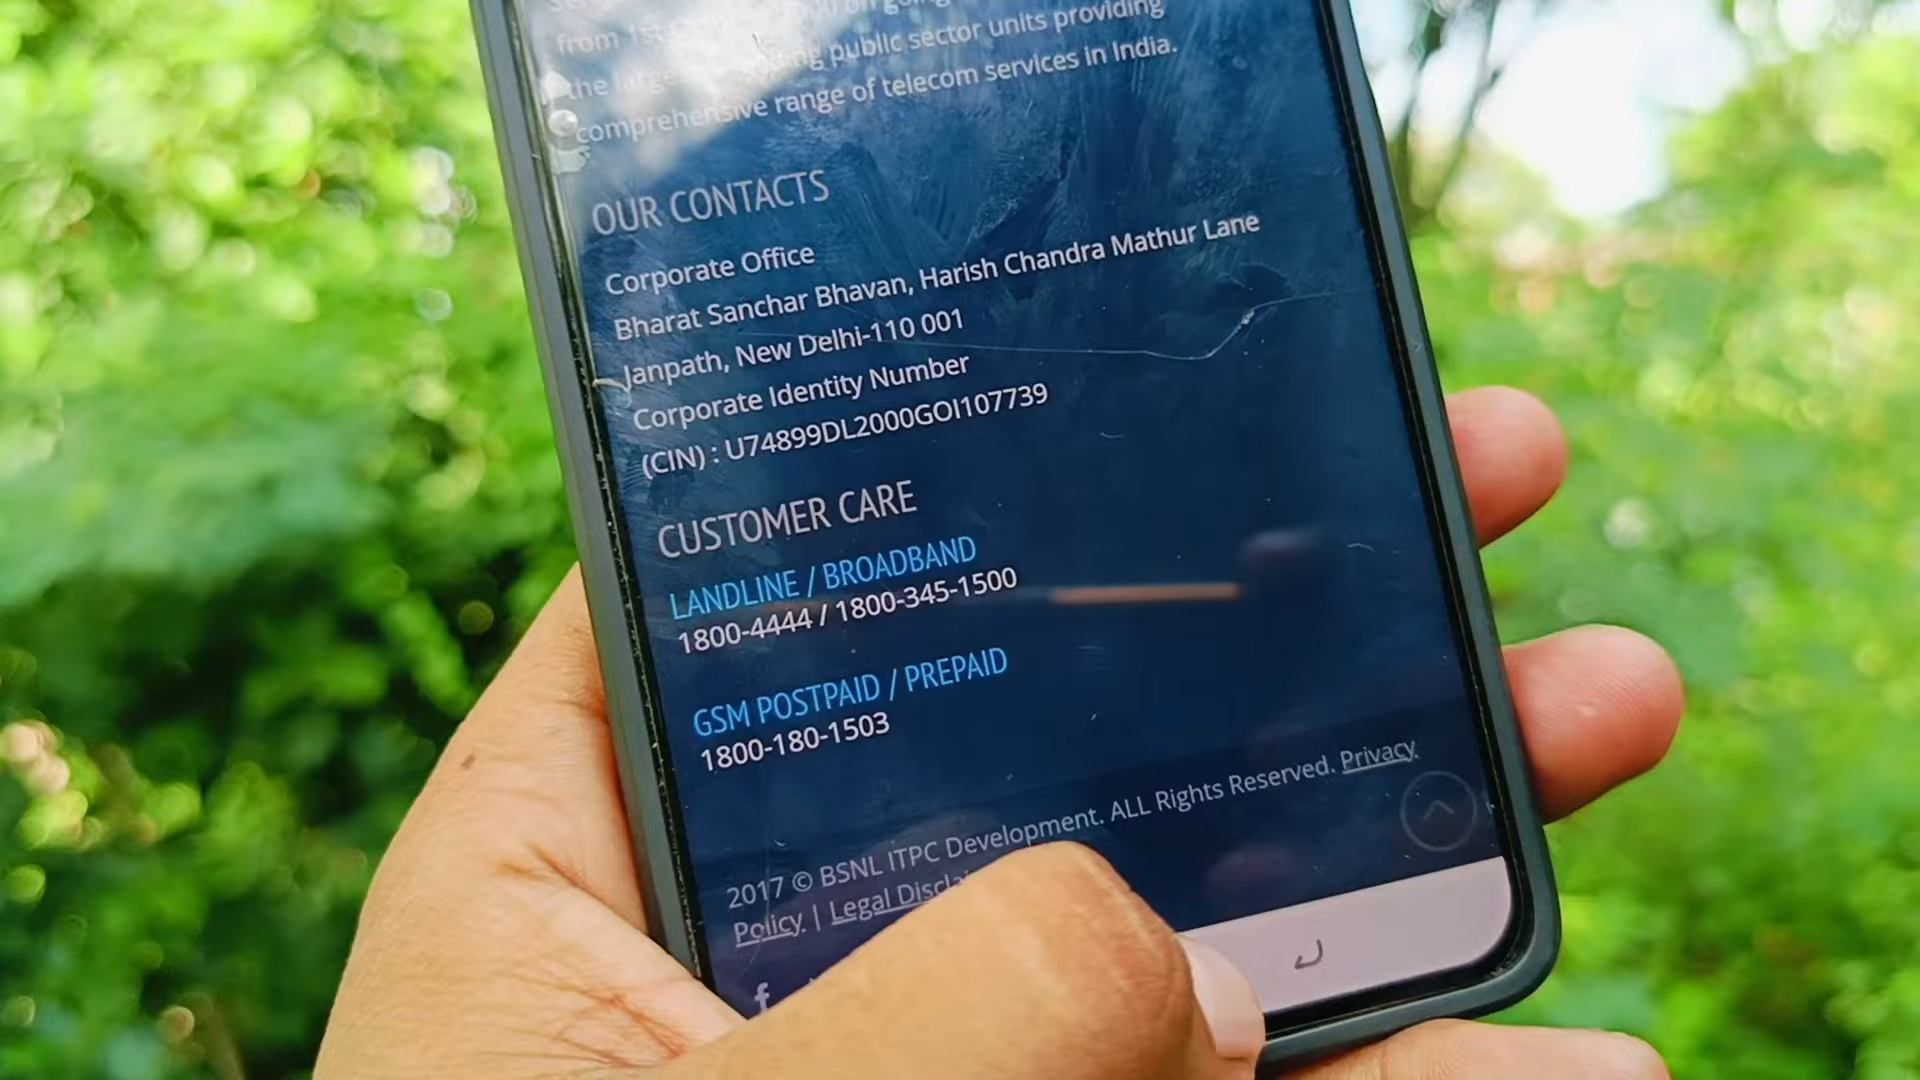 from
the large public sector units providing
comprehensive range of telecom services in India.
OUR CONTACTS
Corporate Office
Bharat Sanchar Bhavan, Harish Chandra Mathur Lane
Janpath, New Delhi-110 001
Corporate Identity Number
(CIN) : U74899DL2000GOI107739
CUSTOMER CARE
LANDLINE / BROADBAND
1800-4444 / 1800-345-1500
GSM POSTPAID / PREPAID
1800-180-1503
2017 © BSNL ITPC Development. ALL Rights Reserved. Privacy
Policy | Legal